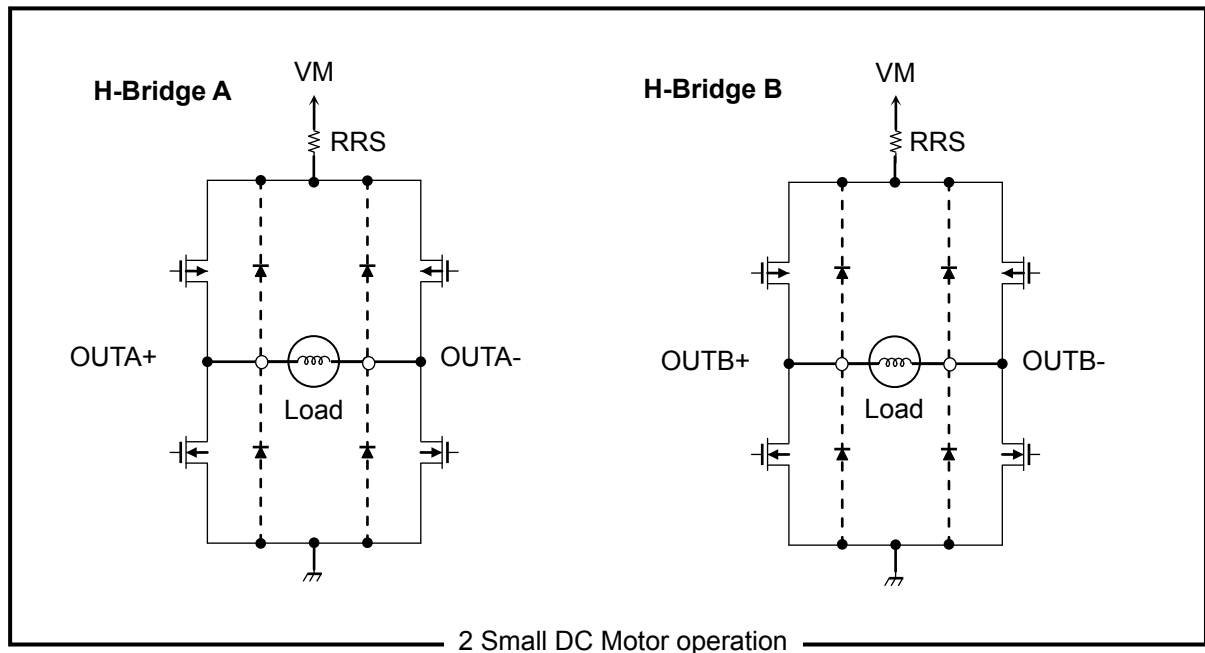 H-Bridge A
VM
RRS
OUTA+
OUTA-
Load
H-Bridge B
VM
RRS
OUTB+
OUTB-
Load
2 Small DC Motor operation